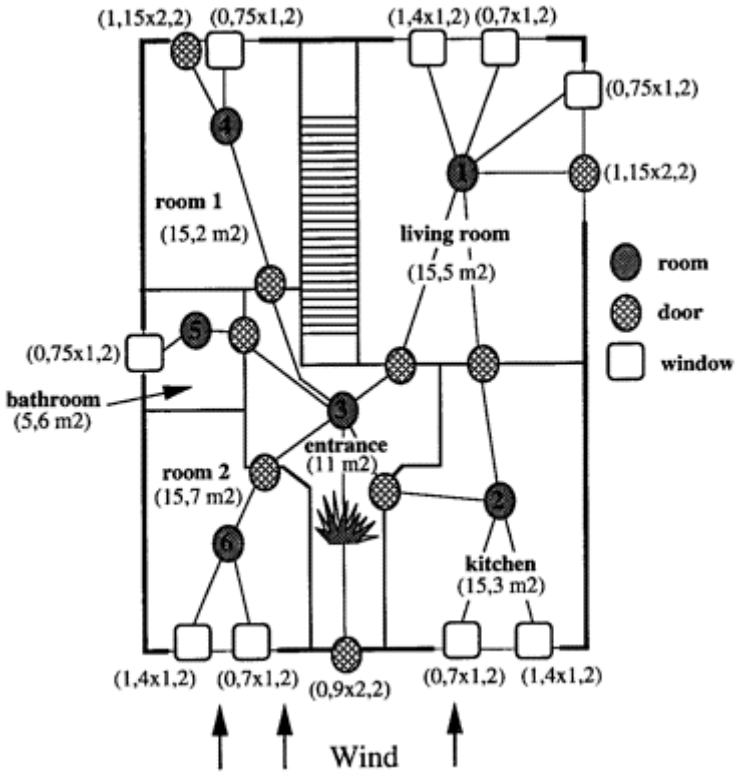 (1,15x2,2)
(0,75x1,2)
(1,4x1,2)
(0,7x1,2)
(0,75x1,2)
4
1
(1,15x2,2)
room 1
(15,2 m2)
living room
(15,5 m2)
room
door
window
5
(0,75x1,2)
bathroom
(5,6 m2)
3
entrance
(11 m2)
room 2
(15,7 m2)
2
6
kitchen
(15,3 m2)
(1,4x1,2)
(0,7x1,2)
(0,9x2,2)
(0,7x1,2)
(1,4x1,2)
Wind